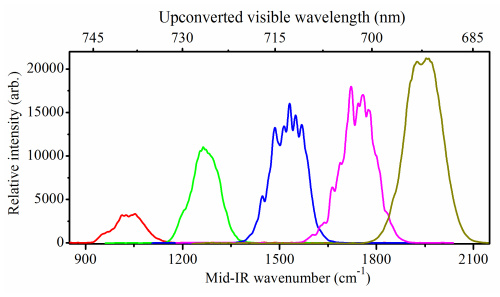 Upconverted visible wavelength (nm)
745 730 715 700 685
Relative intensity (arb.)
20000
15000
10000
5000
0
900 1200 1500 1800 2100
Mid-IR wavenumber (cm⁻¹)